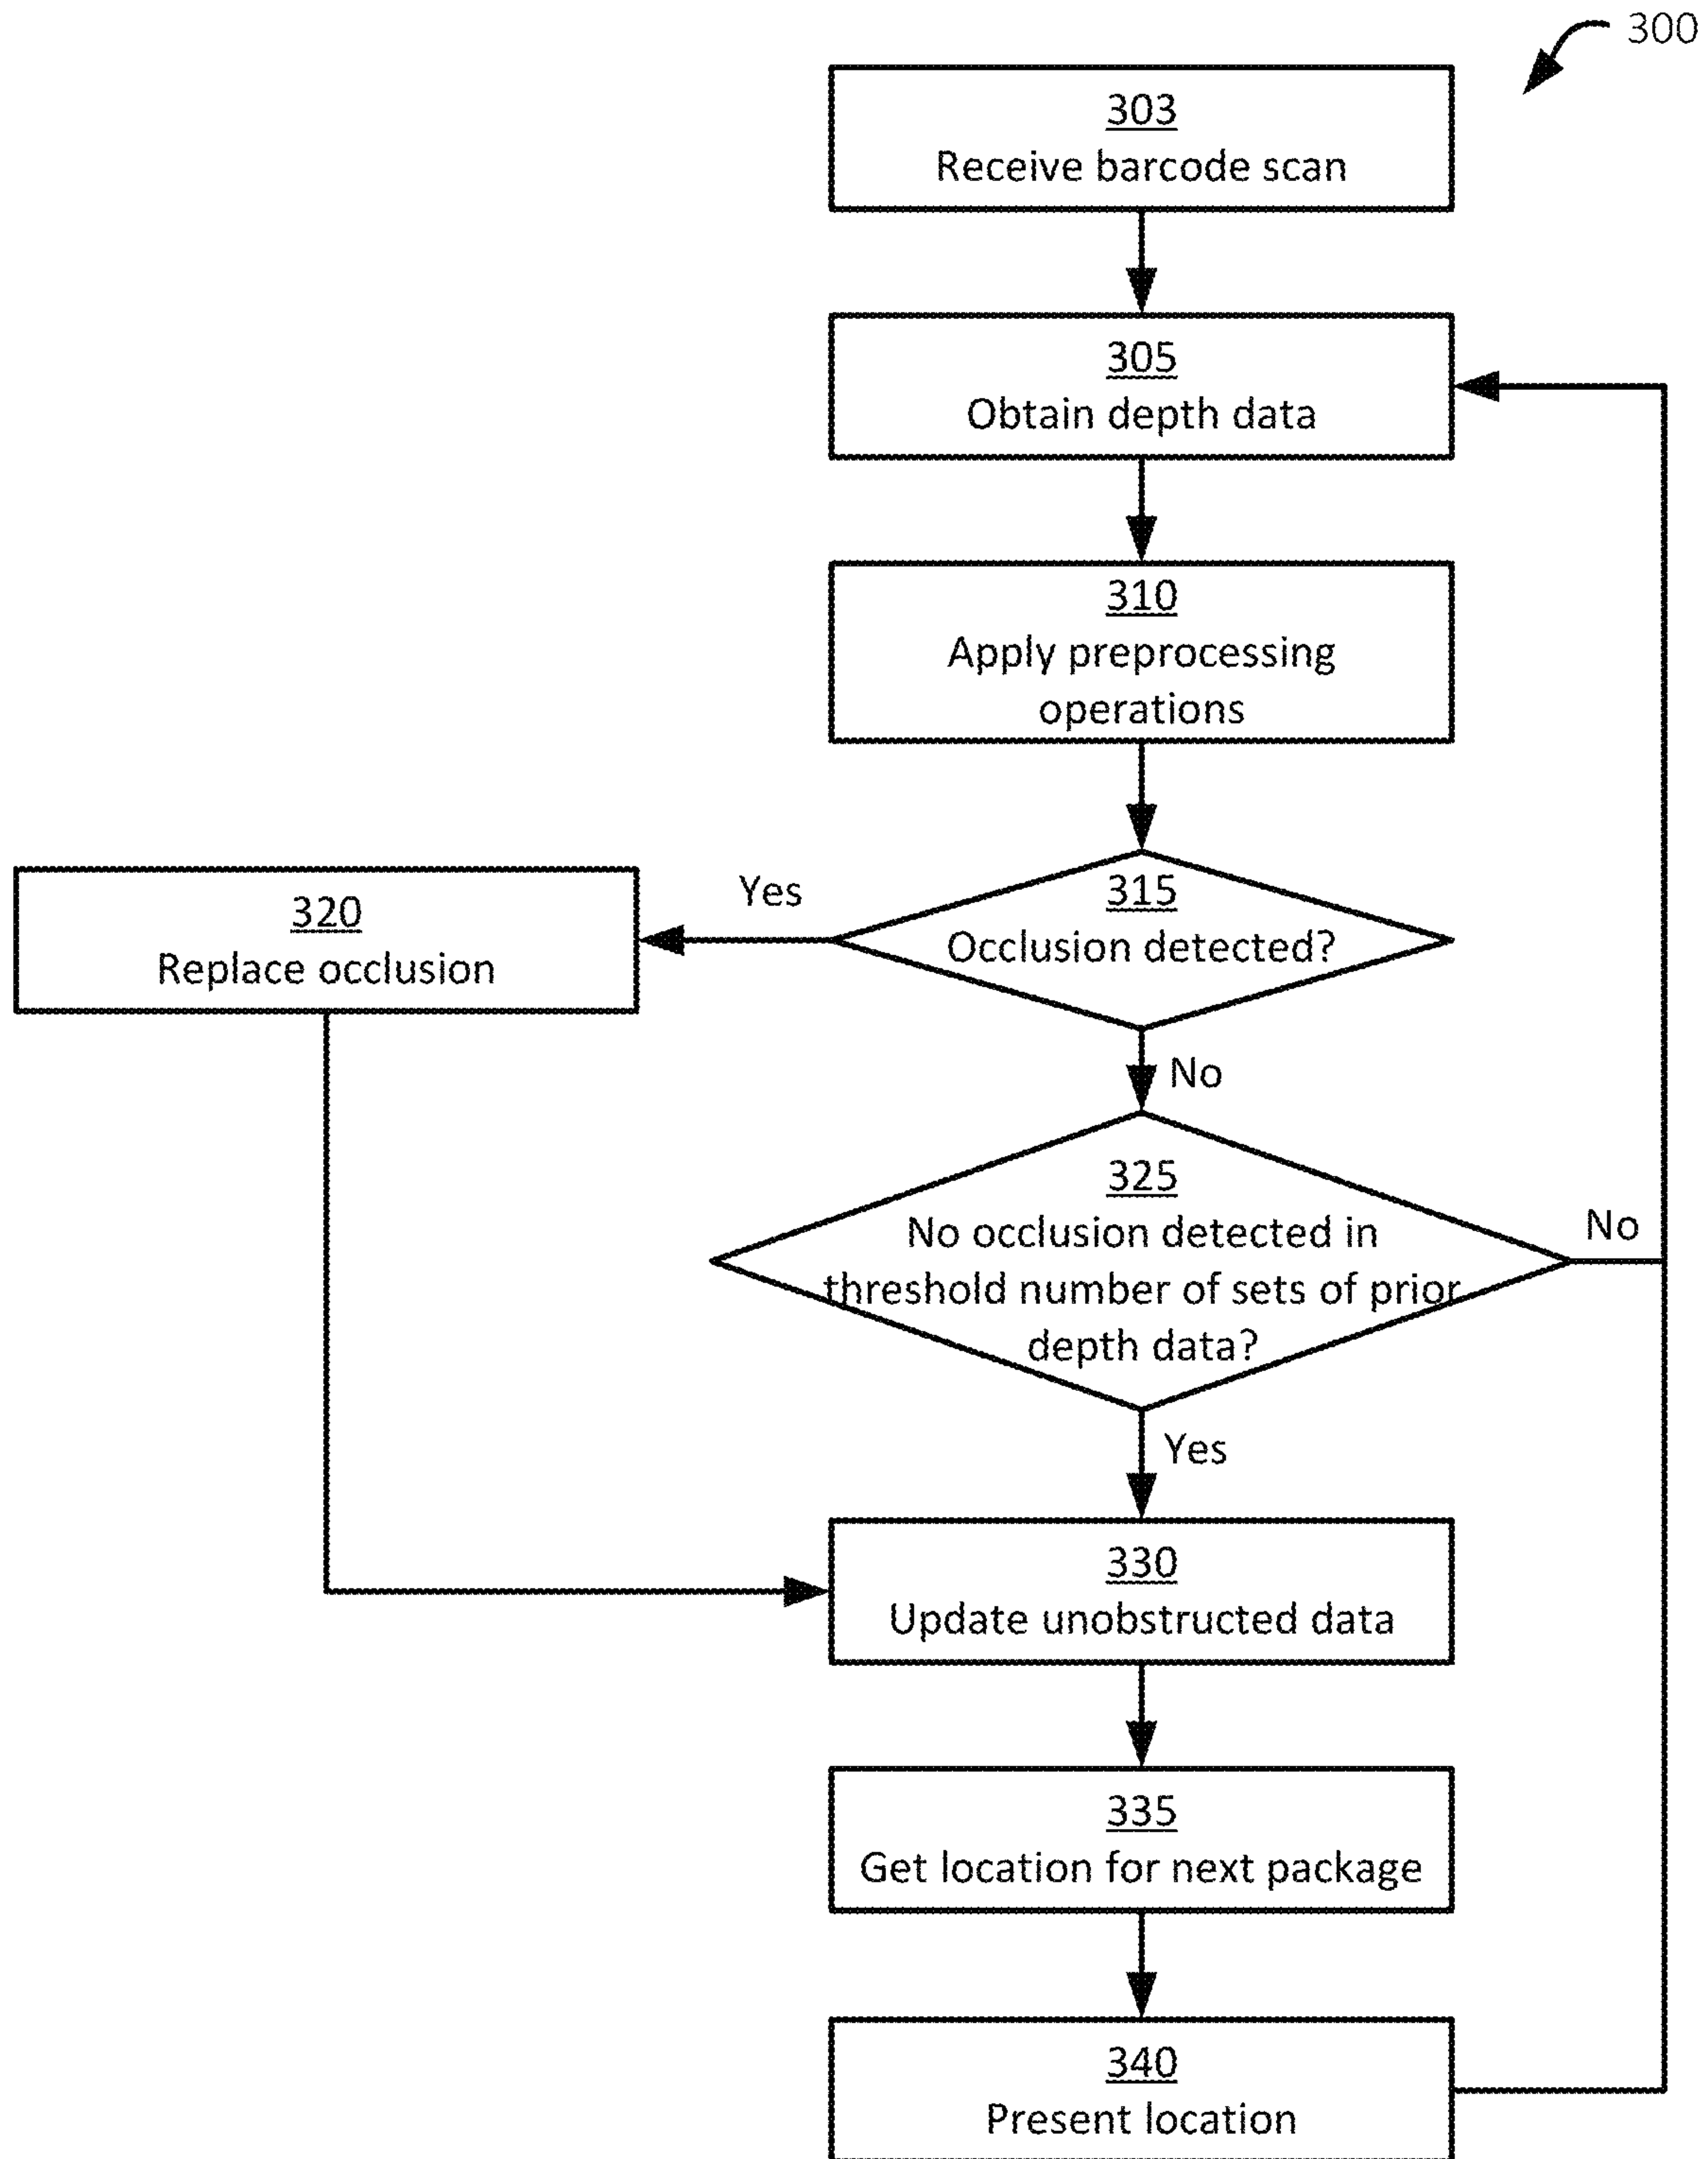 300
303
Receive barcode scan
305
Obtain depth data
310
Apply preprocessing
operations
315
Occlusion detected?
Yes
320
Replace occlusion
No
325
No occlusion detected in
threshold number of sets of prior
depth data?
No
Yes
330
Update unobstructed data
335
Get location for next package
340
Present location